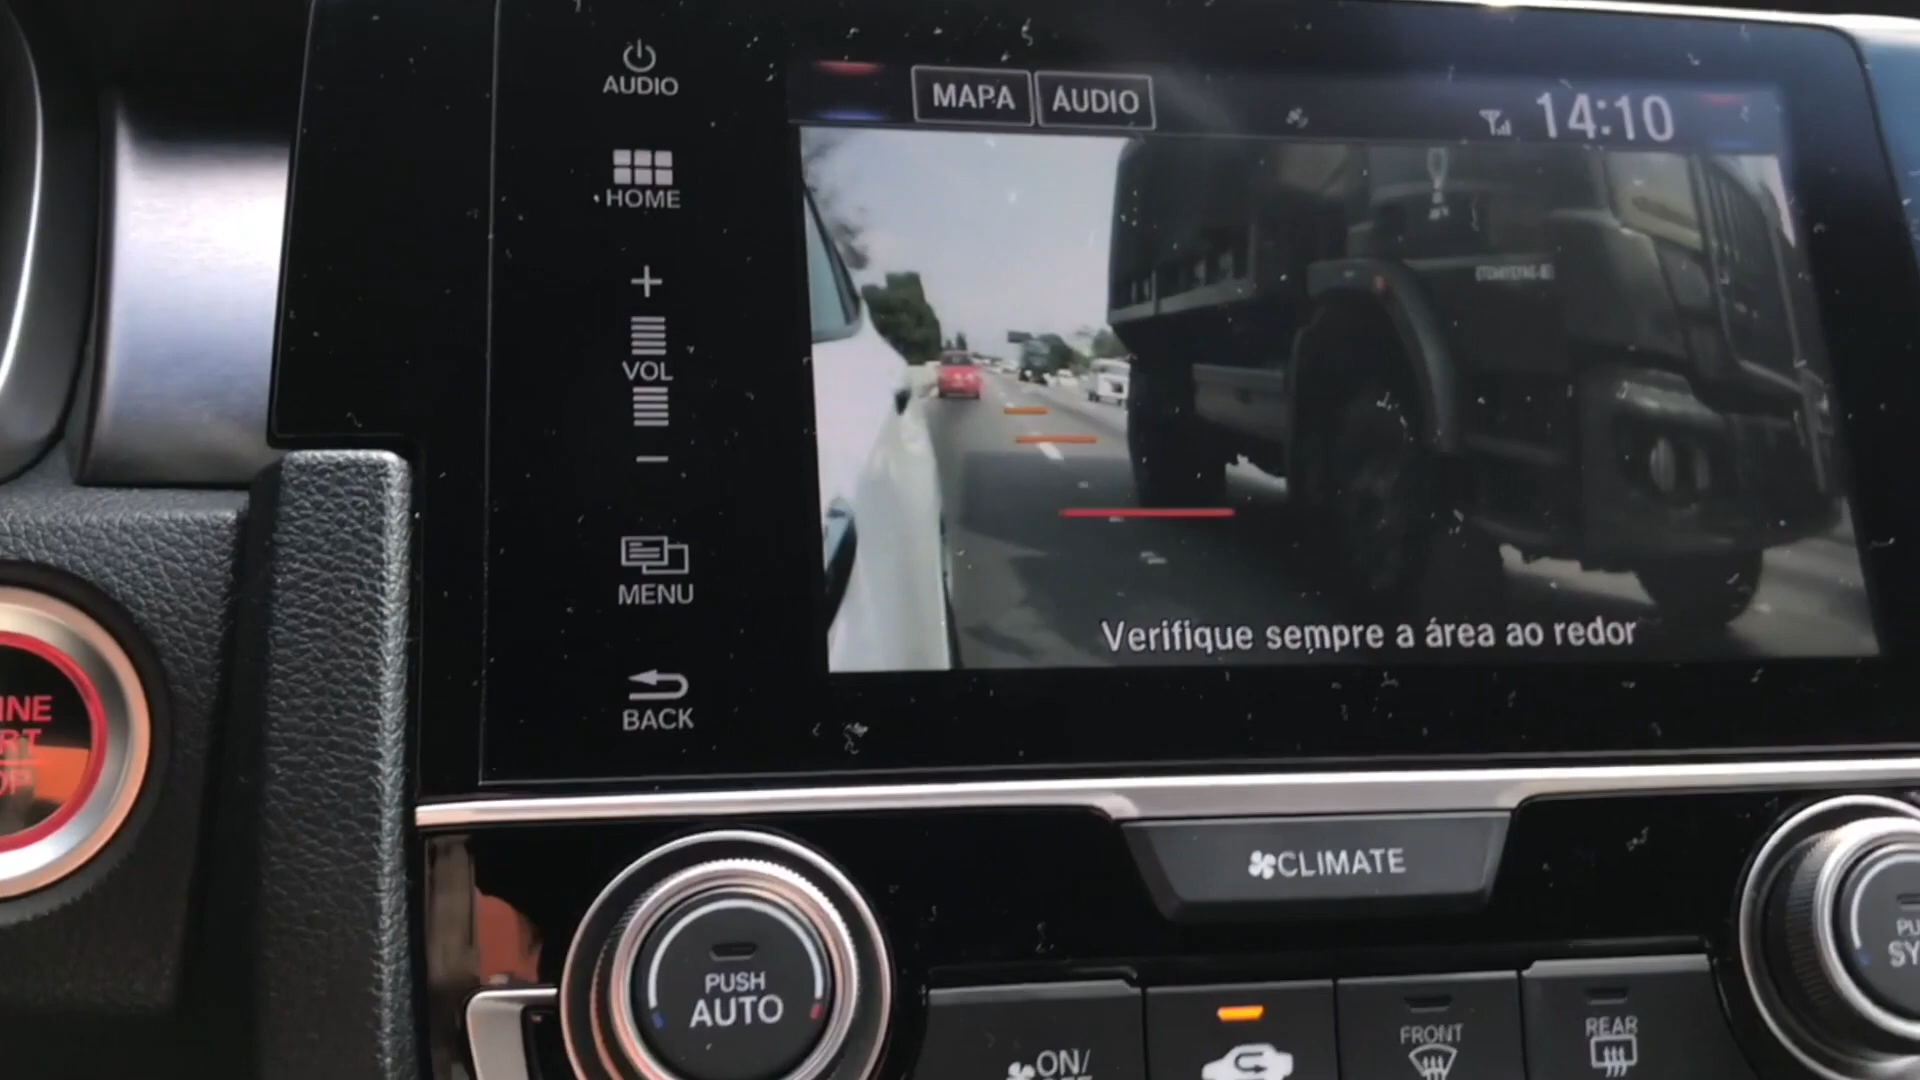 AUDIO
HOME
+
VOL
−
MENU
BACK
MAPA
AUDIO
14:10
Verifique sempre a área ao redor
CLIMATE
PUSH
AUTO
ON/
FRONT
REAR